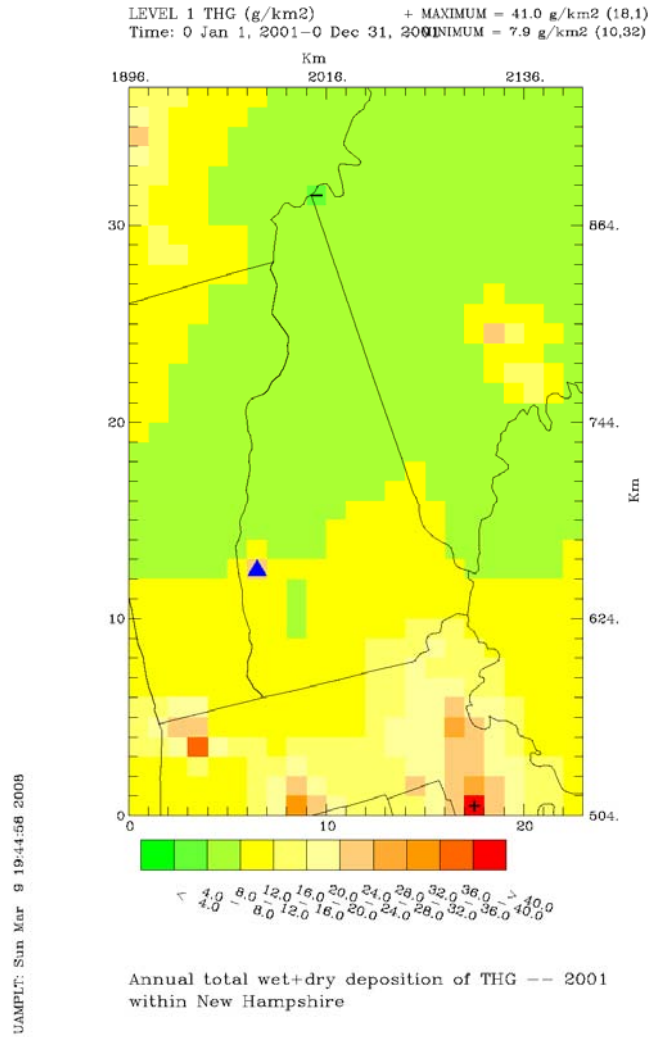 LEVEL 1 THG (g/km2)
+ MAXIMUM = 41.0 g/km2 (18,1)
Time: 0 Jan 1, 2001-0 Dec 31, 2001
- MINIMUM = 7.9 g/km2 (10,32)
Km
1896. 2016. 2136.
30 864.
20 744.
Km
10 624.
0 504.
0 10 20
< 4.0
4.0 - 8.0
8.0 - 12.0
12.0 - 16.0
16.0 - 20.0
20.0 - 24.0
24.0 - 28.0
28.0 - 32.0
32.0 - 36.0
36.0 - 40.0
> 40.0
Annual total wet+dry deposition of THG -- 2001
within New Hampshire
UAMPLT: Sun Mar 9 19:44:58 2008